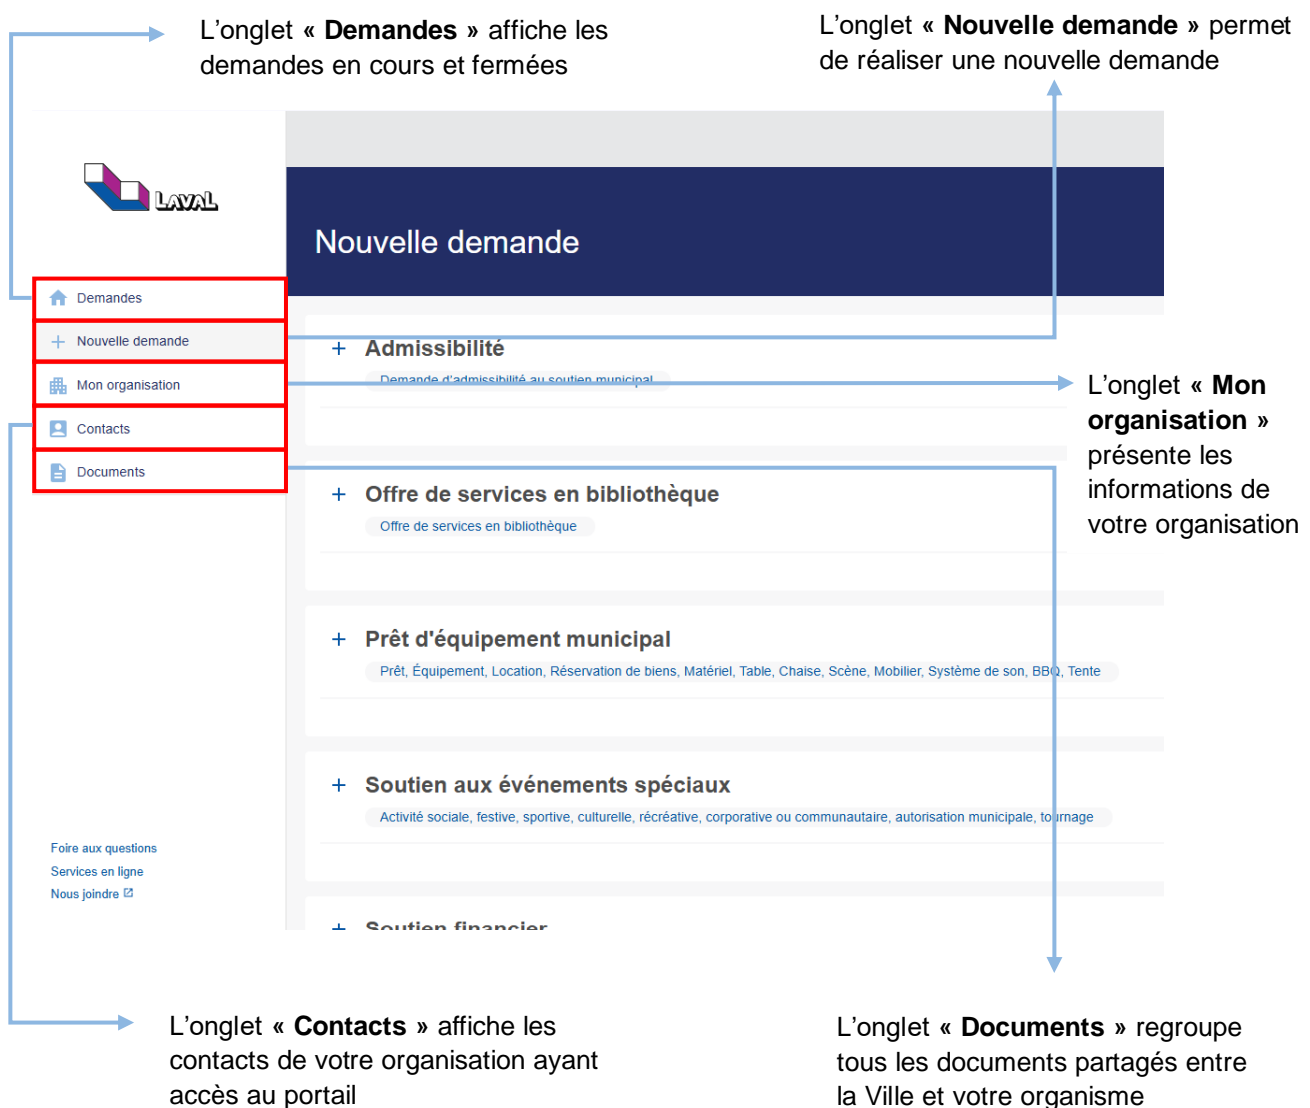 L’onglet « Demandes » affiche les
demandes en cours et fermées
L’onglet « Nouvelle demande » permet
de réaliser une nouvelle demande
LAVAL
Nouvelle demande
Demandes
Nouvelle demande
Mon organisation
Contacts
Documents
Admissibilité
Demande d'admissibilité au soutien municipal
L’onglet « Mon
organisation »
présente les
informations de
votre organisation
Offre de services en bibliothèque
Offre de services en bibliothèque
Prêt d'équipement municipal
Prêt, Équipement, Location, Réservation de biens, Matériel, Table, Chaise, Scène, Mobilier, Système de son, BBQ, Tente
Soutien aux événements spéciaux
Activité sociale, festive, sportive, culturelle, récréative, corporative ou communautaire, autorisation municipale, tournage
Foire aux questions
Services en ligne
Nous joindre
Soutien financier
L’onglet « Contacts » affiche les
contacts de votre organisation ayant
accès au portail
L’onglet « Documents » regroupe
tous les documents partagés entre
la Ville et votre organisme